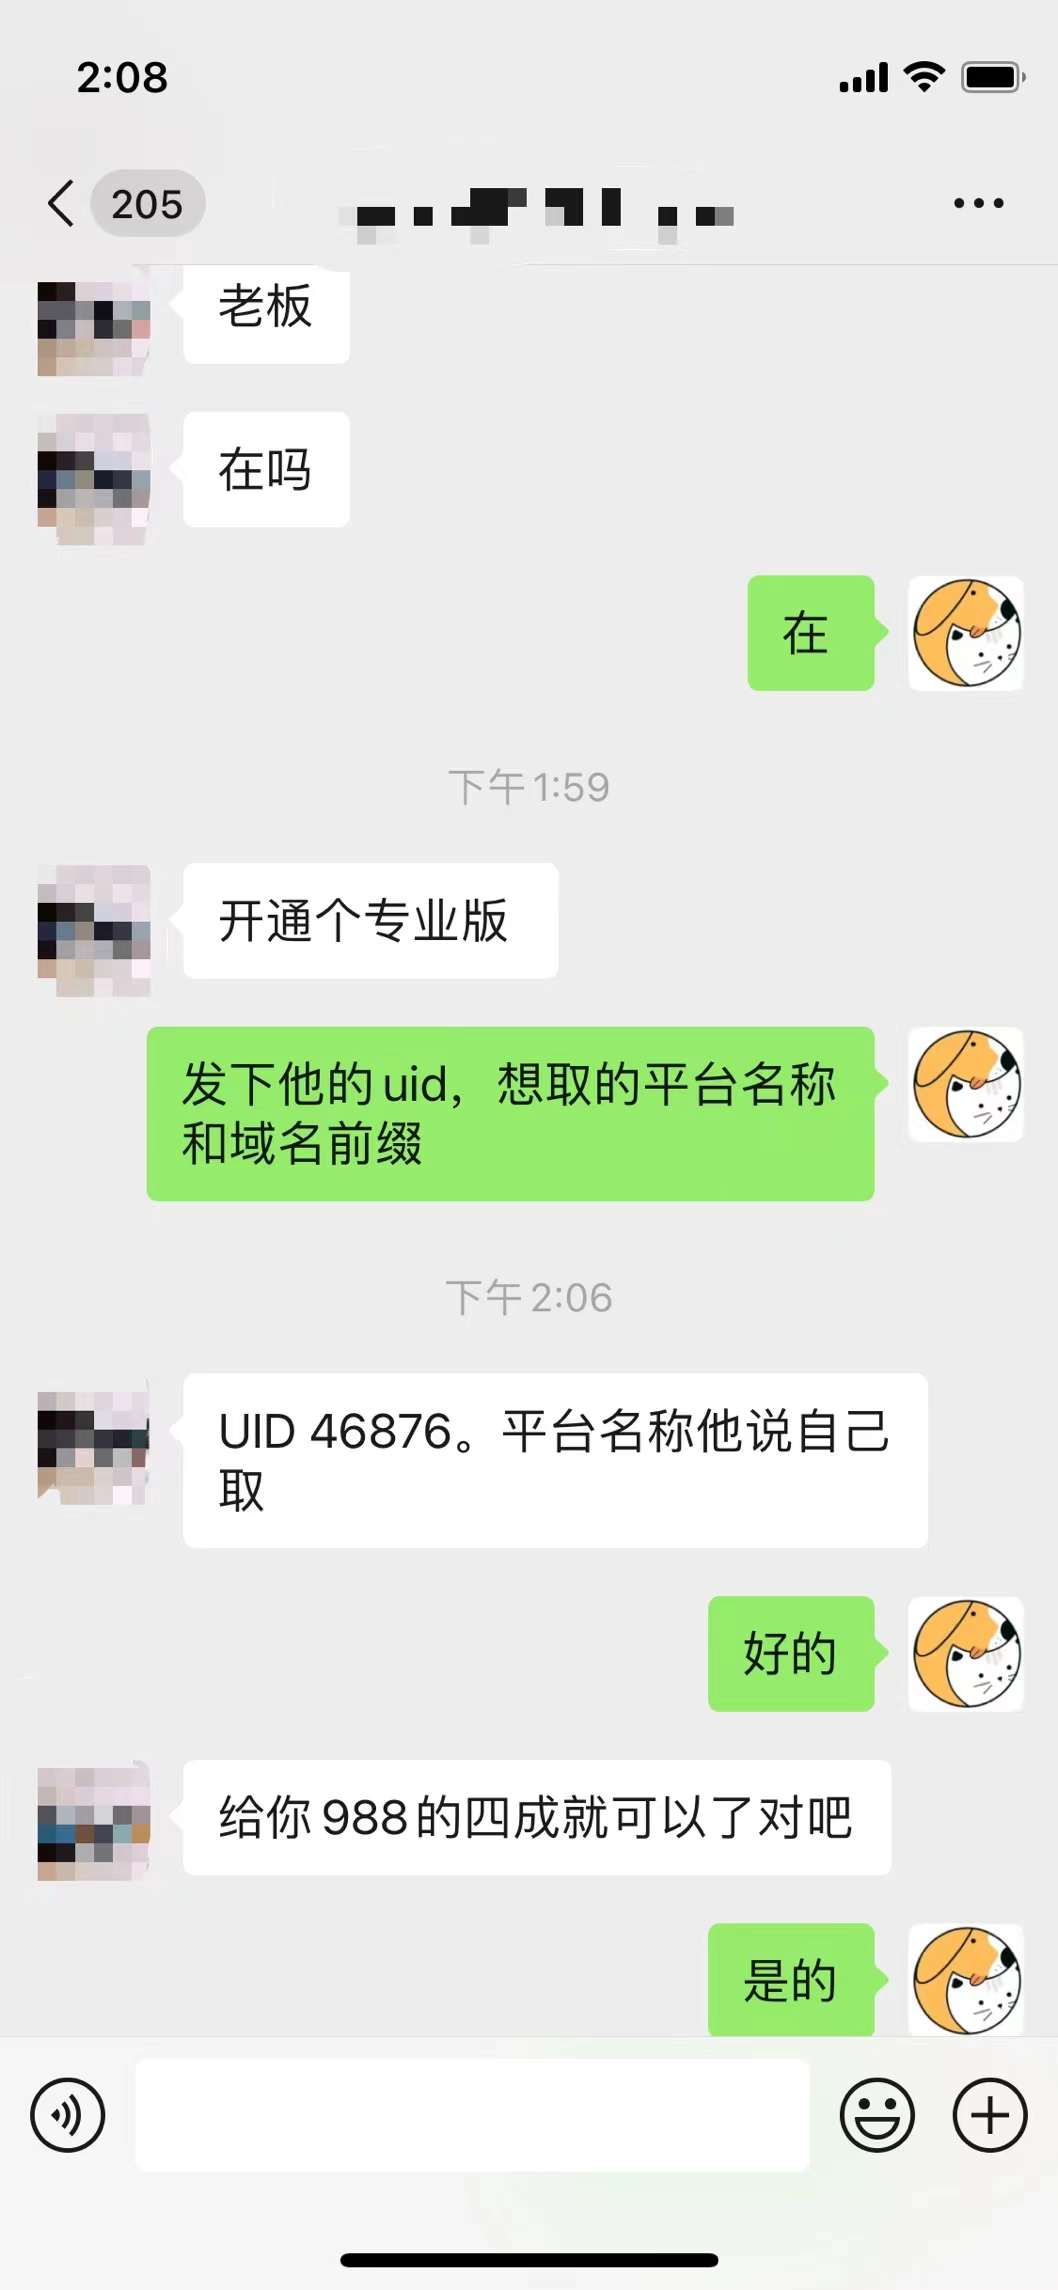 2:08
205
老板
在吗
在
下午1:59
开通个专业版
发下他的uid，想取的平台名称
和域名前缀
下午2:06
UID 46876。平台名称他说自己
取
好的
给你988的四成就可以了对吧
是的